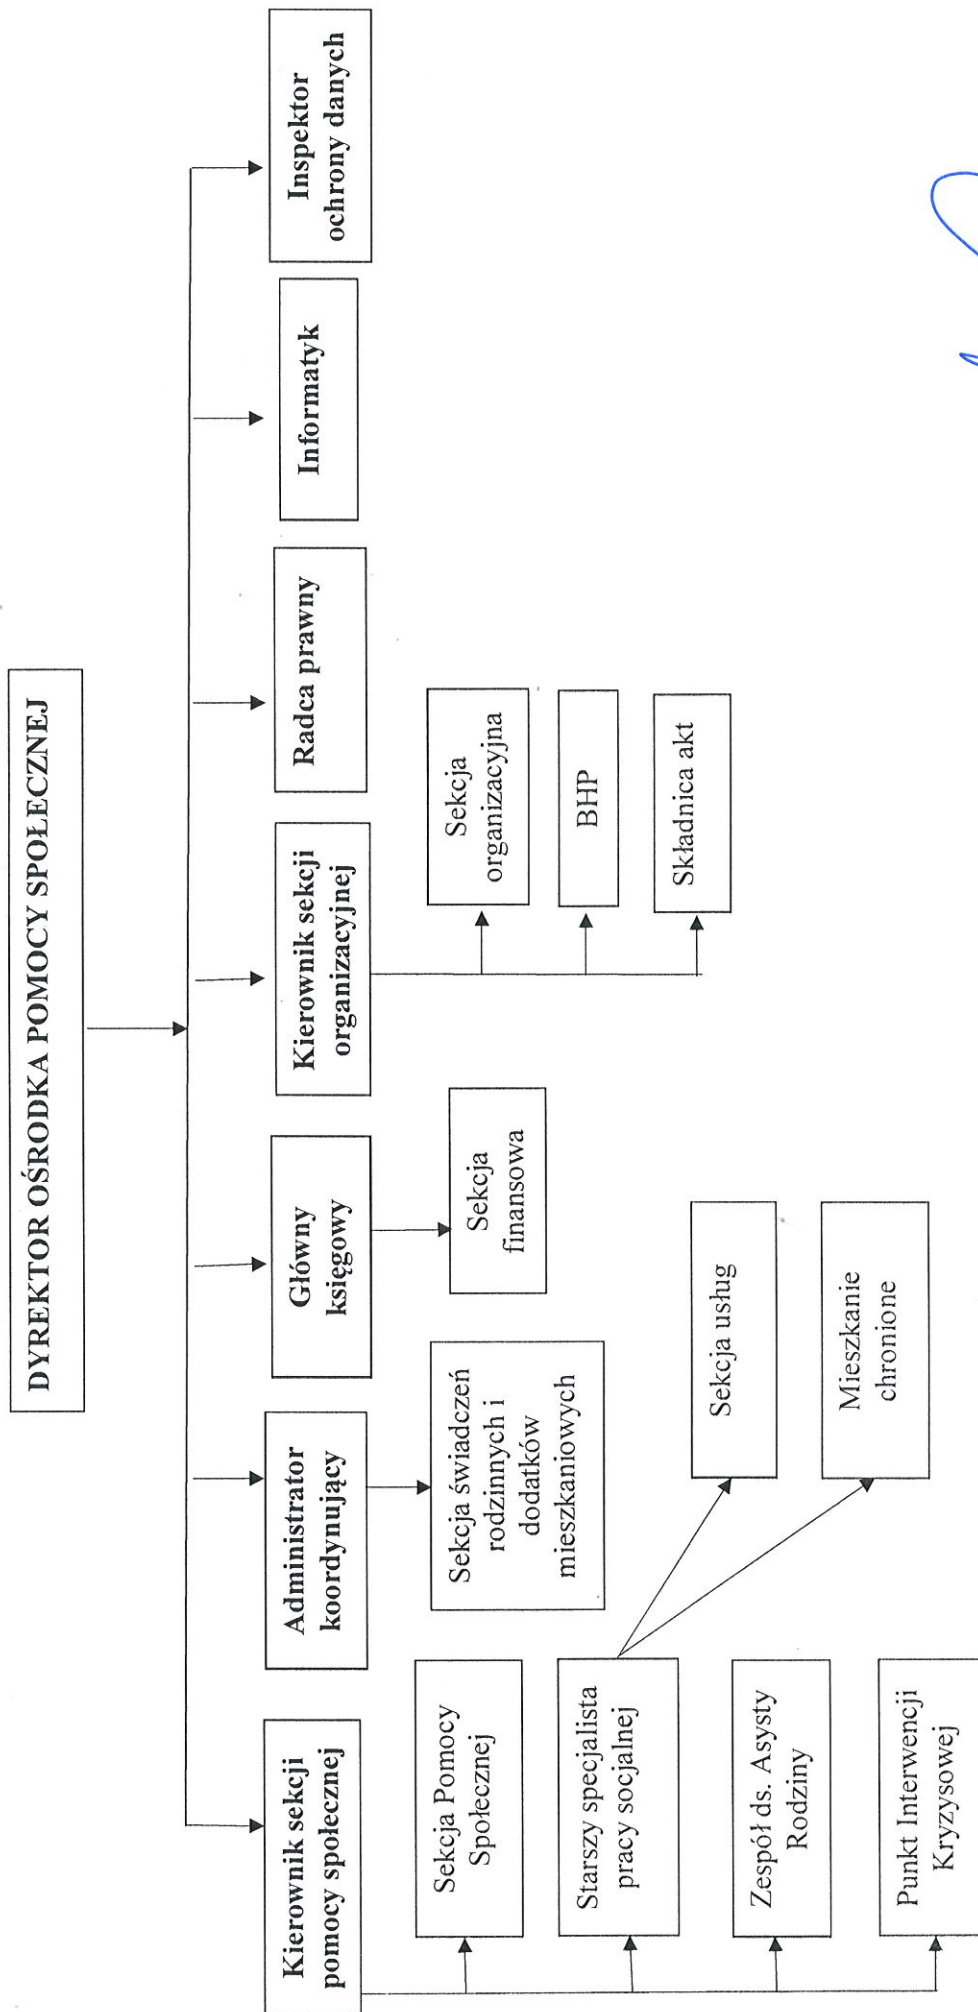 DYREKTOR OŚRODKA POMOCY SPOŁECZNEJ
Kierownik sekcji
pomocy społecznej
Administrator
koordynujący
Główny
księgowy
Kierownik sekcji
organizacyjnej
Radca prawny
Informatyk
Inspektor
ochrony danych
Sekcja Pomocy
Społecznej
Starszy specjalista
pracy socjalnej
Zespół ds. Asysty
Rodziny
Punkt Interwencji
Kryzysowej
Sekcja świadczeń
rodzinnych i
dodatków
mieszkaniowych
Sekcja usług
Mieszkanie
chronione
Sekcja
finansowa
Sekcja
organizacyjna
BHP
Składnica akt